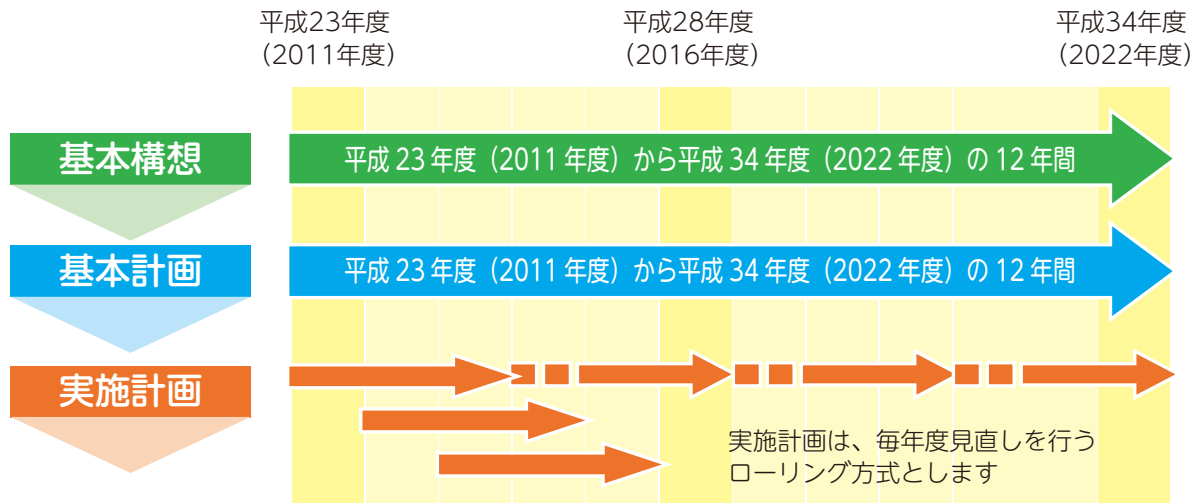 平成23年度
（2011年度）
平成28年度
（2016年度）
平成34年度
（2022年度）
基本構想
平成 23 年度（2011 年度）から平成 34 年度（2022 年度）の 12 年間
基本計画
平成 23 年度（2011 年度）から平成 34 年度（2022 年度）の 12 年間
実施計画
実施計画は、毎年度見直しを行う
ローリング方式とします